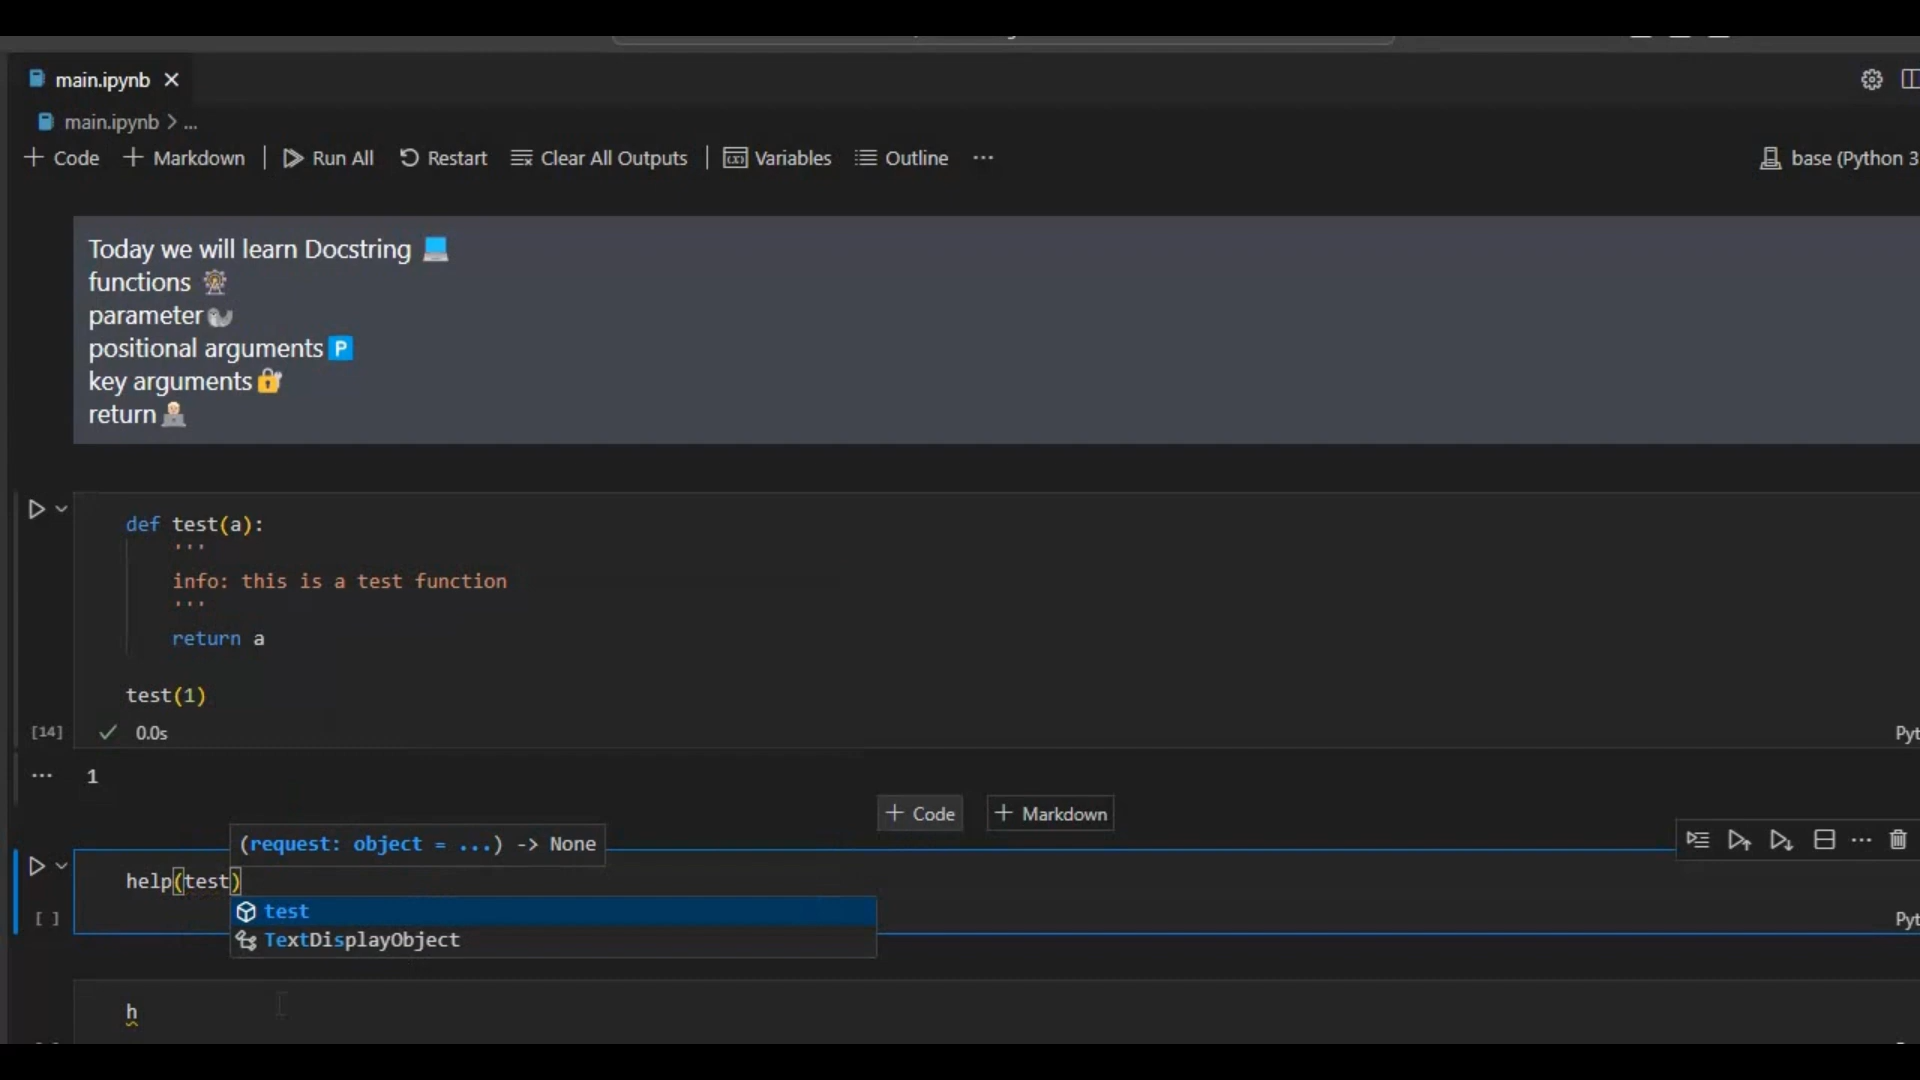 main.ipynb
main.ipynb > ...
+ Code + Markdown | Run All Restart Clear All Outputs | Variables Outline ...
base (Python 3
Today we will learn Docstring 💻
functions 🎡
parameter🦭
positional arguments🅿️
key arguments🔐
return👨🏼‍💻
def test(a):
'''
info: this is a test function
'''
return a
test(1)
[14] ✓ 0.0s
Pyt
... 1
+ Code + Markdown
(request: object = ...) -> None
help(test)
test
TextDisplayObject
[ ]
Pyt
h